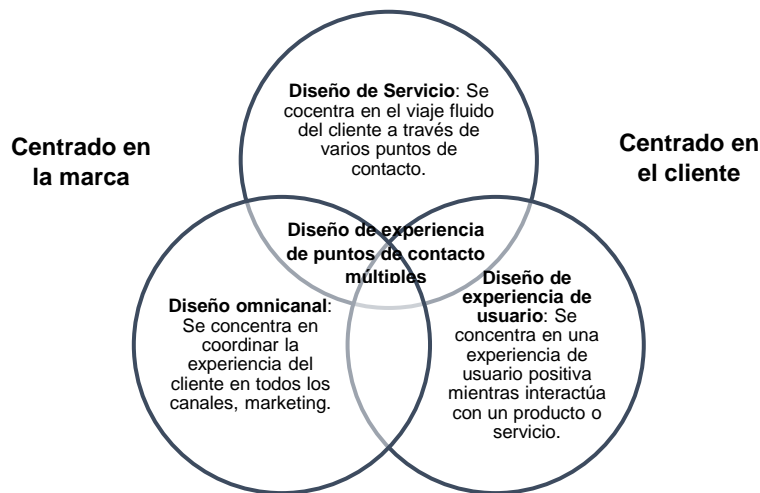 Diseño de Servicio: Se
cocentra en el viaje fluido
del cliente a través de
varios puntos de
contacto.
Centrado en
la marca
Centrado en
el cliente
Diseño de experiencia
de puntos de contacto
múltiples
Diseño omnicanal:
Se concentra en
coordinar la
experiencia del
cliente en todos los
canales, marketing.
Diseño de
experiencia de
usuario: Se
concentra en una
experiencia de
usuario positiva
mientras interactúa
con un producto o
servicio.